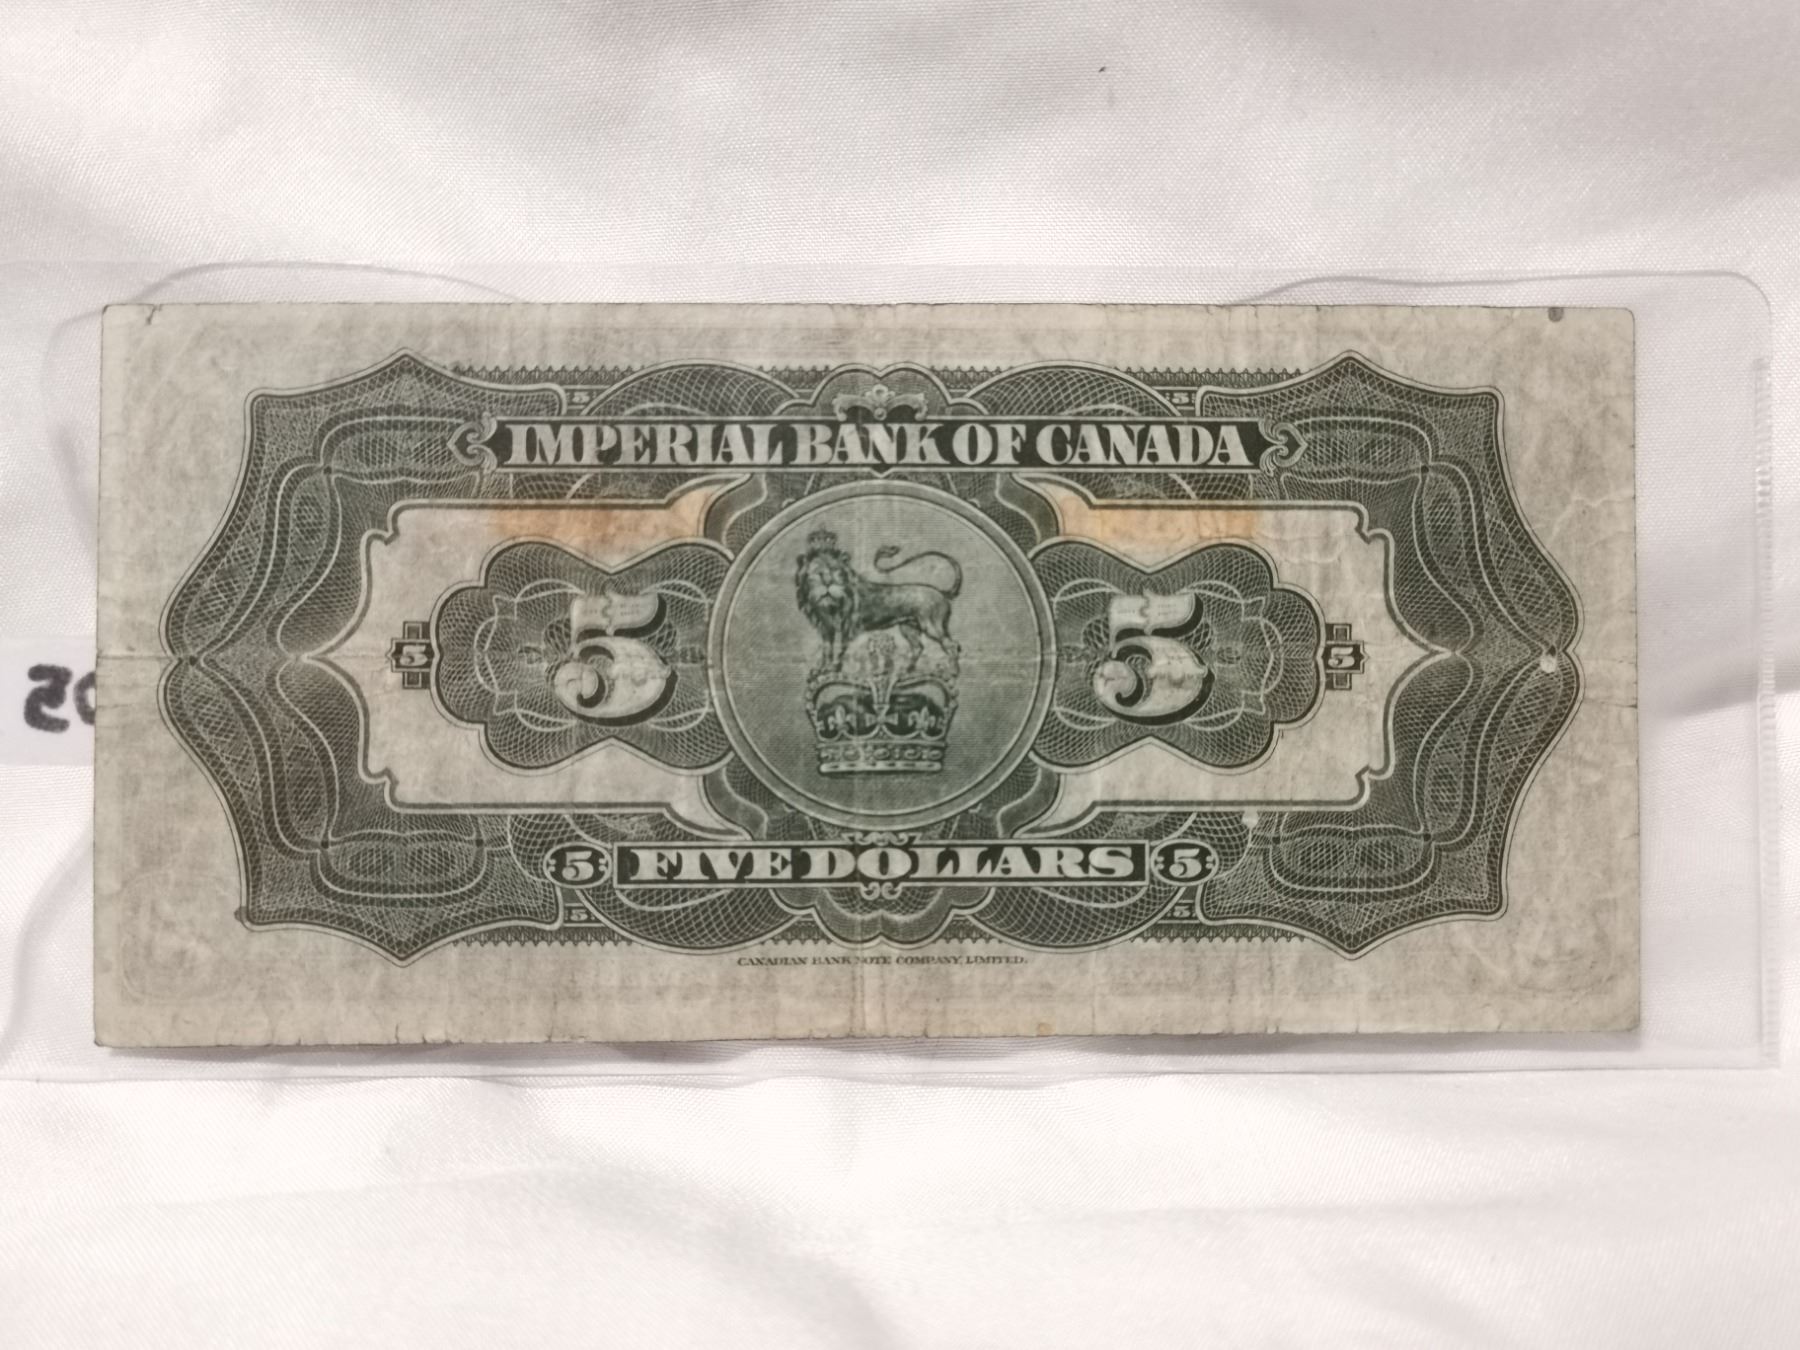 5 5
IMPERIAL BANK OF CANADA
5 5 5 5
5 FIVE DOLLARS 5
5 5
CANADIAN BANK NOTE COMPANY, LIMITED.